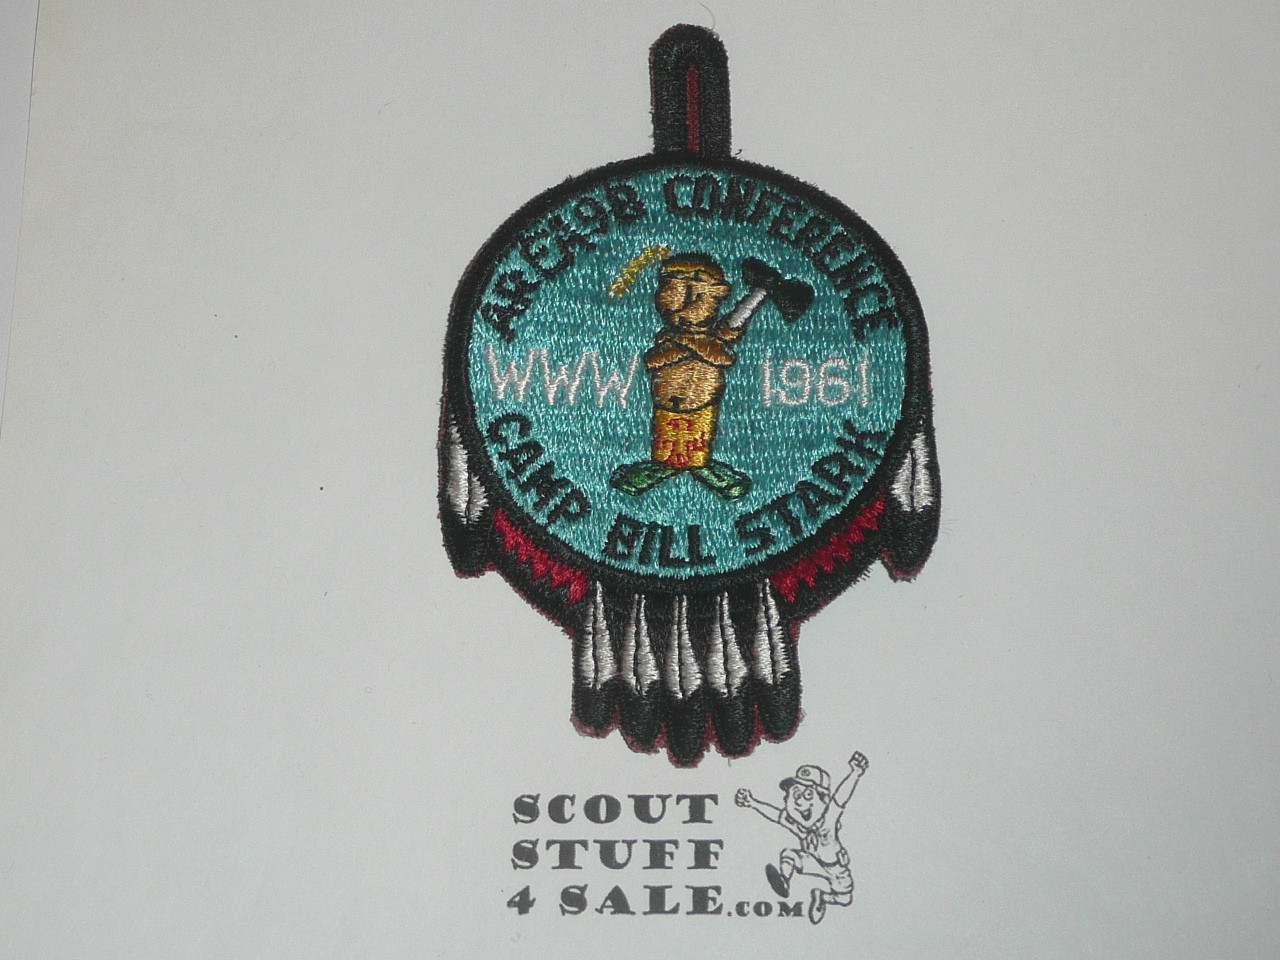 AREA 9B CONFERENCE
WWW 1961
CAMP BILL STARK
SCOUT
STUFF
4 SALE.COM